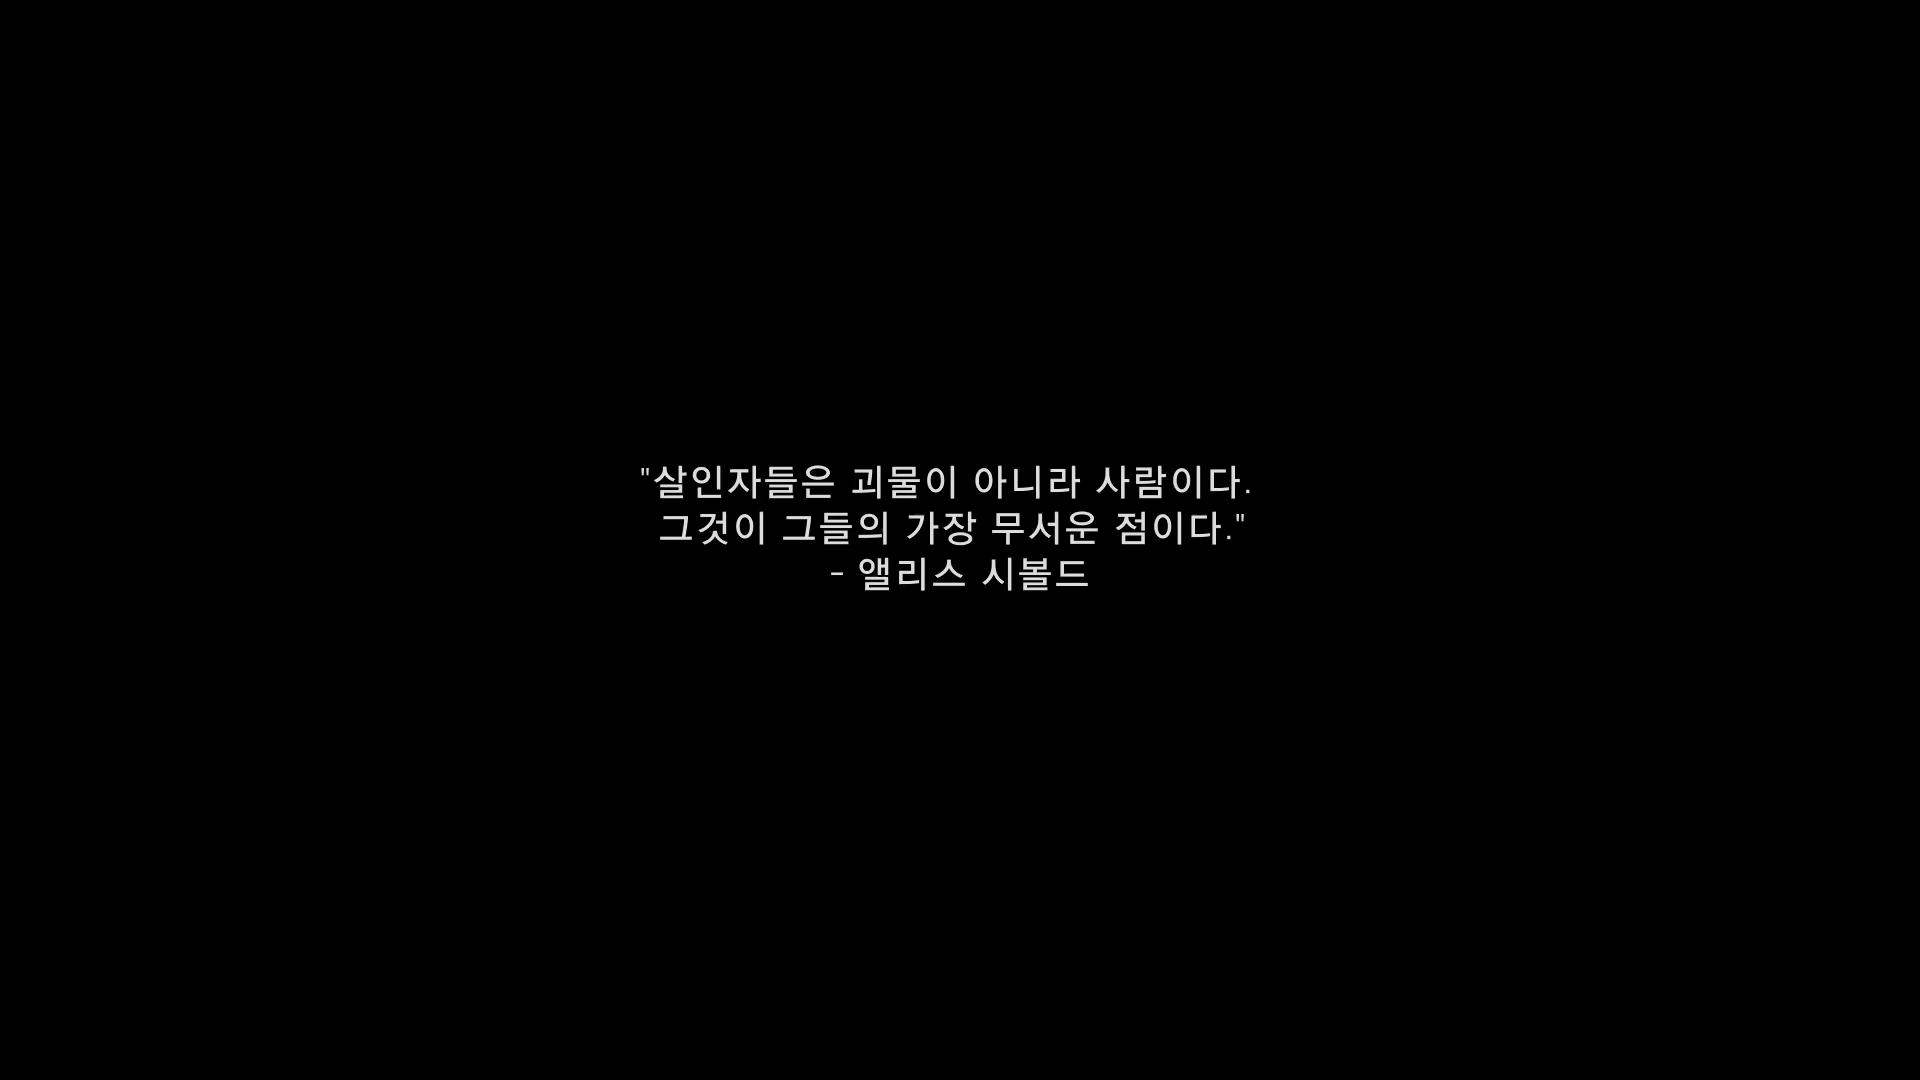 "살인자들은 괴물이 아니라 사람이다.
그것이 그들의 가장 무서운 점이다."
- 앨리스 시볼드